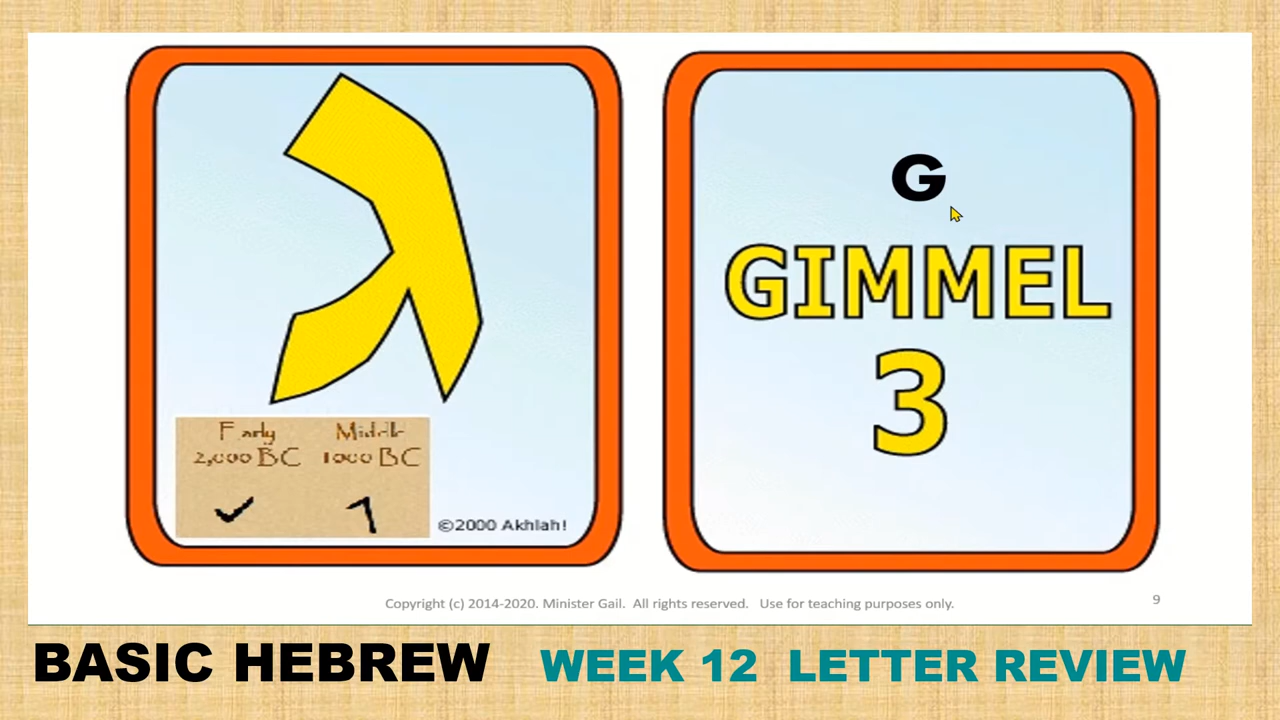 ג
Early Middle
2,000 BC 1000 BC
©2000 Akhlah!
G
GIMMEL
3
Copyright (c) 2014-2020. Minister Gail. All rights reserved. Use for teaching purposes only.
9
BASIC HEBREW WEEK 12 LETTER REVIEW